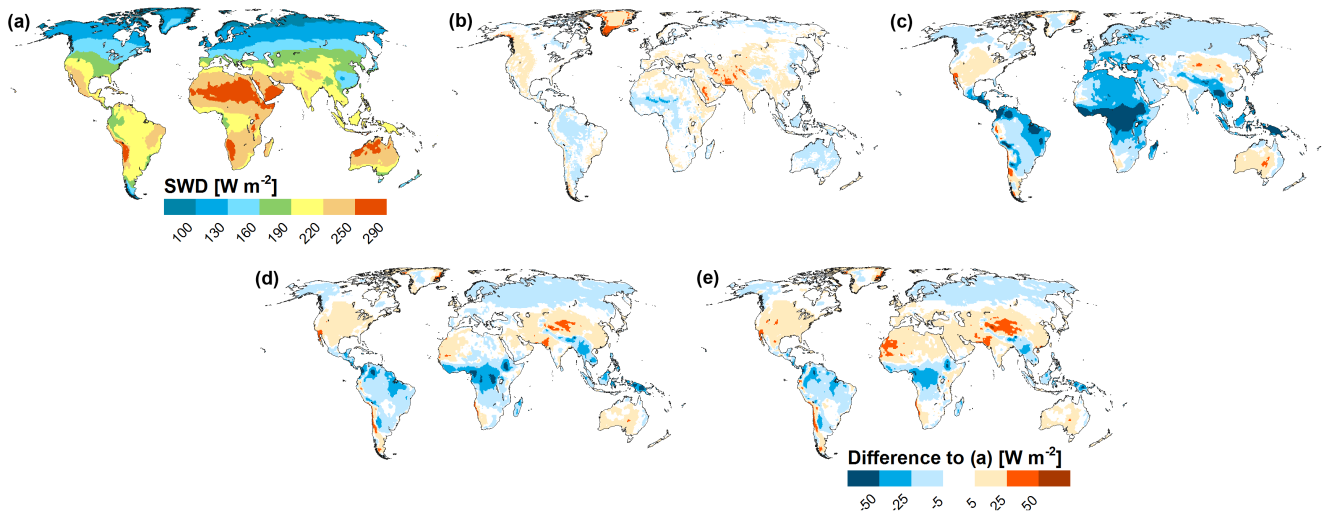 (a)
(b)
(c)
SWD [W m⁻²]
100 130 160 190 220 250 290
(d)
(e)
Difference to (a) [W m⁻²]
-50 -25 -5 5 25 50